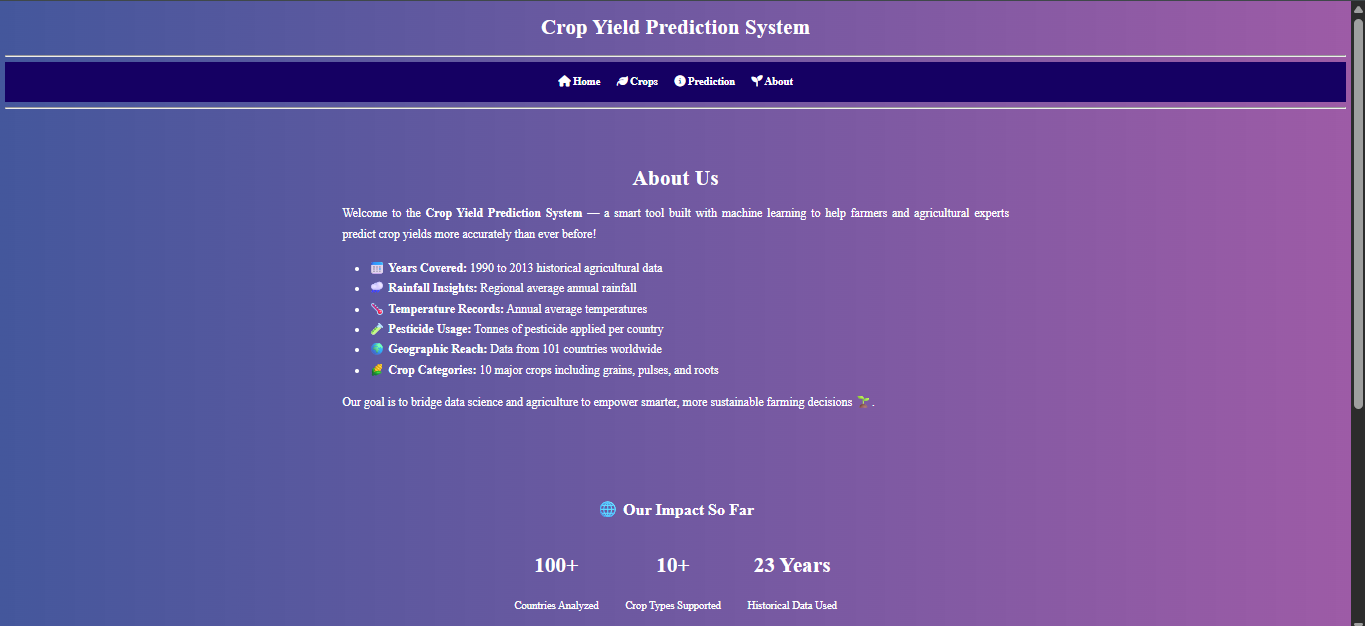 Crop Yield Prediction System
Home Crops Prediction About
About Us
Welcome to the Crop Yield Prediction System — a smart tool built with machine learning to help farmers and agricultural experts
predict crop yields more accurately than ever before!
Years Covered: 1990 to 2013 historical agricultural data
Rainfall Insights: Regional average annual rainfall
Temperature Records: Annual average temperatures
Pesticide Usage: Tonnes of pesticide applied per country
Geographic Reach: Data from 101 countries worldwide
Crop Categories: 10 major crops including grains, pulses, and roots
Our goal is to bridge data science and agriculture to empower smarter, more sustainable farming decisions 🌱.
Our Impact So Far
100+ 10+ 23 Years
Countries Analyzed Crop Types Supported Historical Data Used